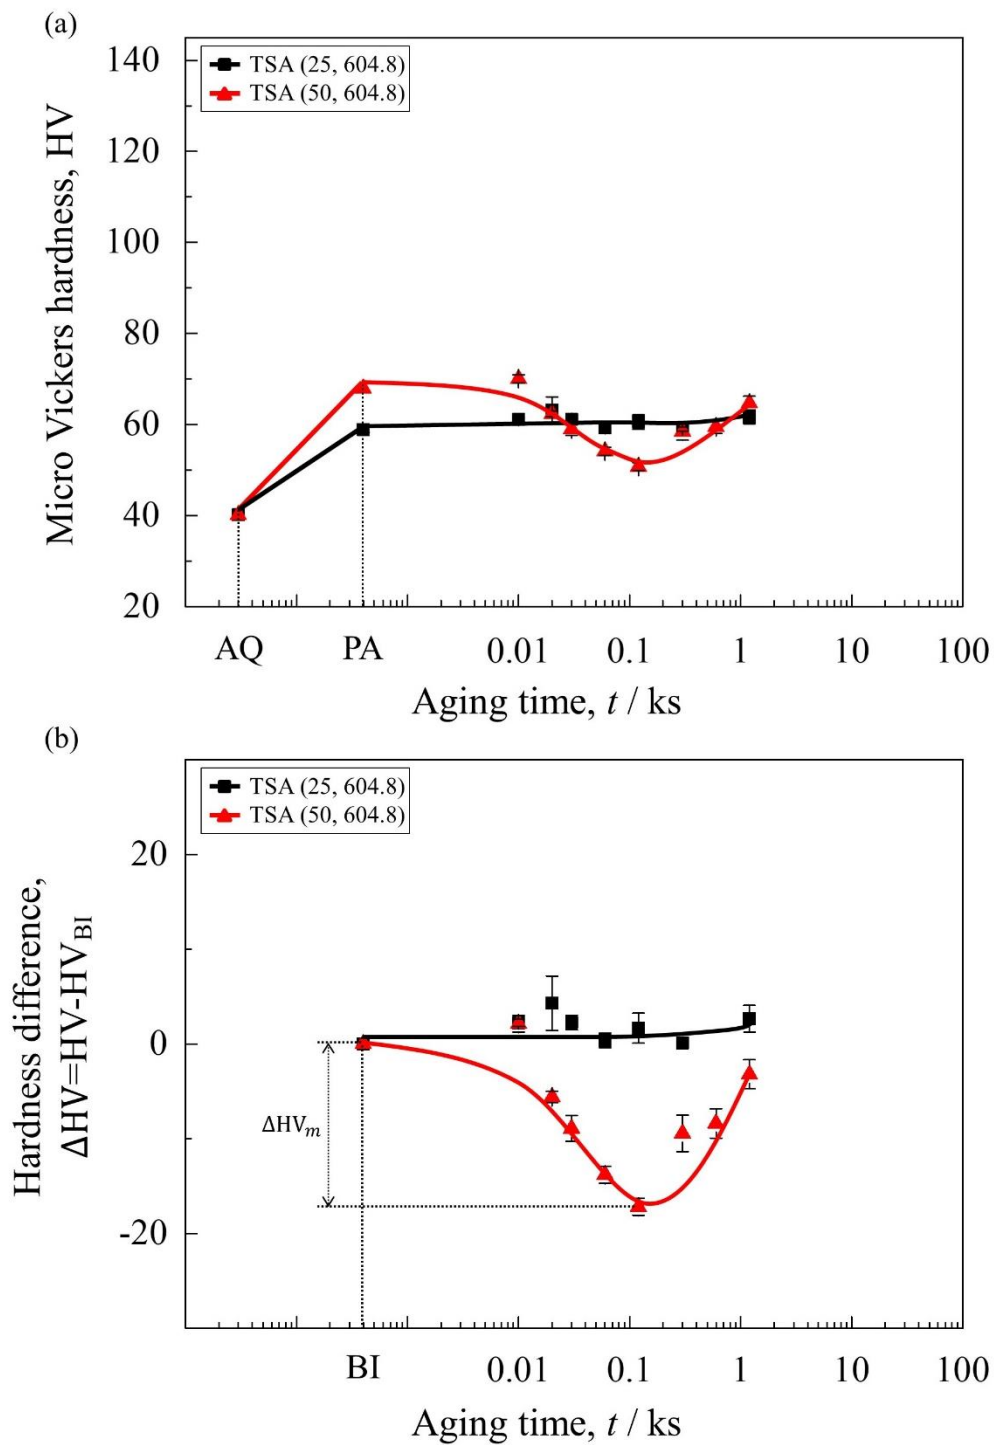 (a)
TSA (25, 604.8)
TSA (50, 604.8)
Micro Vickers hardness, HV
140
120
100
80
60
40
20
AQ PA 0.01 0.1 1 10 100
Aging time, t / ks
(b)
TSA (25, 604.8)
TSA (50, 604.8)
Hardness difference,
ΔHV=HV-HV_BI
20
0
-20
ΔHV_m
BI 0.01 0.1 1 10 100
Aging time, t / ks